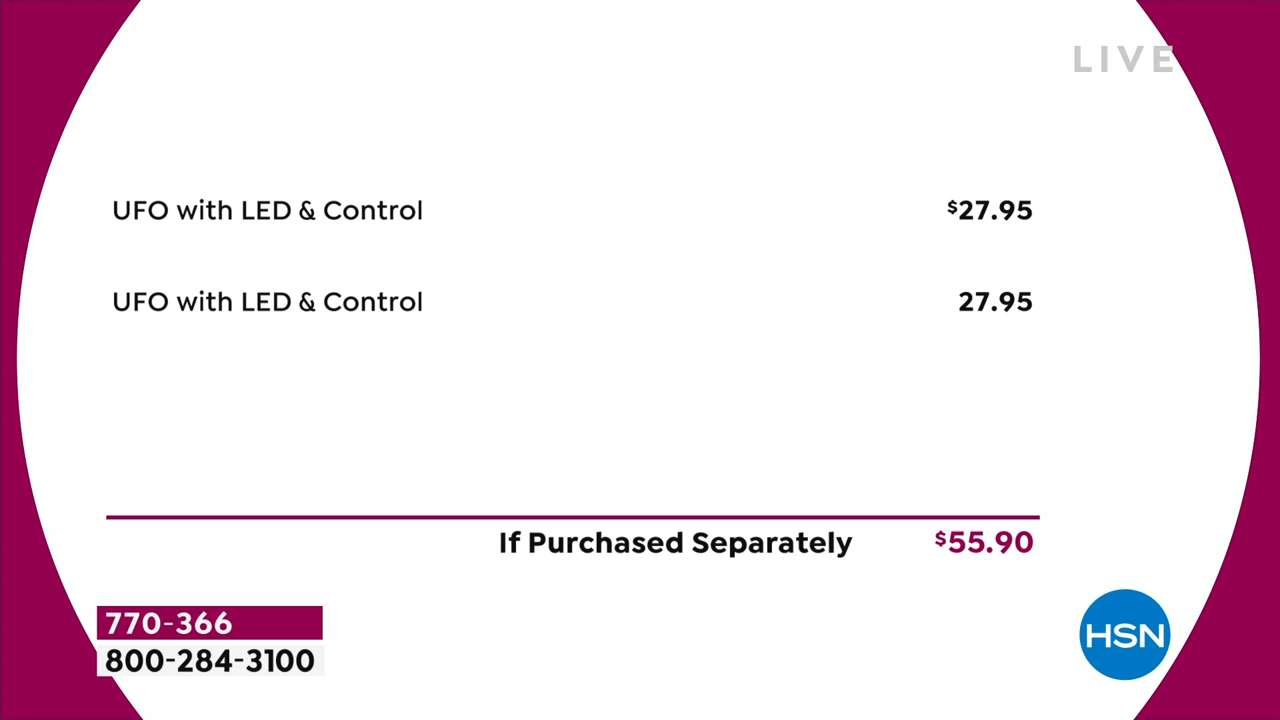 LIVE
UFO with LED & Control $27.95
UFO with LED & Control 27.95
If Purchased Separately $55.90
770-366
800-284-3100
HSN